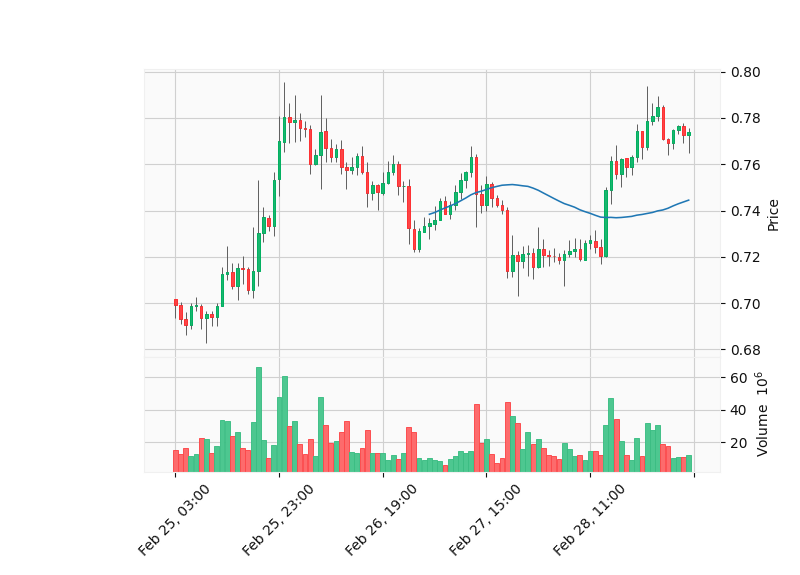 0.80
0.78
0.76
0.74
0.72
0.70
0.68
Price
60
40
20
Volume 10^6
Feb 25, 03:00
Feb 25, 23:00
Feb 26, 19:00
Feb 27, 15:00
Feb 28, 11:00